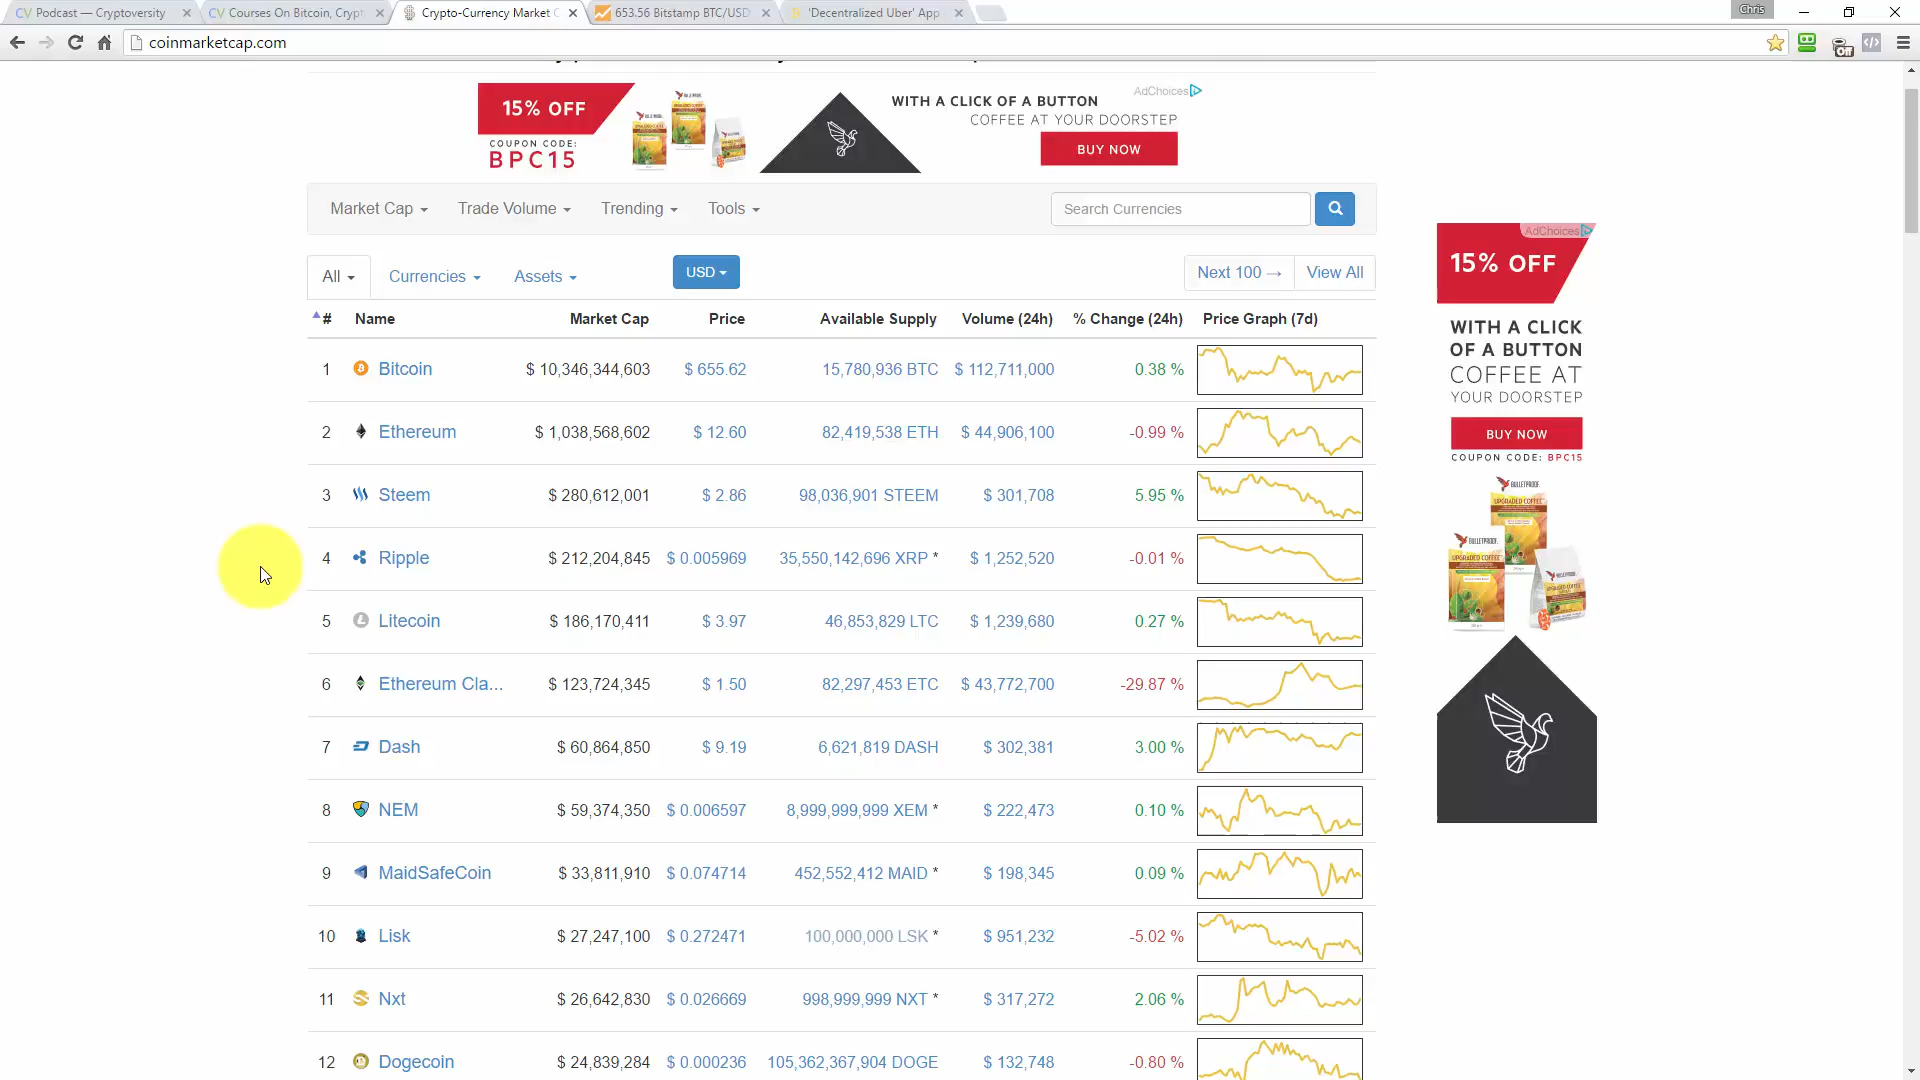 CV Podcast — Cryptoversity
CV Courses On Bitcoin, Crypt
Crypto-Currency Market C
653.56 Bitstamp BTC/USD
'Decentralized Uber' App
Chris
coinmarketcap.com
Off
15% OFF
COUPON CODE:
BPC15
WITH A CLICK OF A BUTTON
COFFEE AT YOUR DOORSTEP
BUY NOW
AdChoices
Market Cap
Trade Volume
Trending
Tools
Search Currencies
All
Currencies
Assets
USD
Next 100 →
View All
# Name Market Cap Price Available Supply Volume (24h) % Change (24h) Price Graph (7d)
1 Bitcoin $ 10,346,344,603 $ 655.62 15,780,936 BTC $ 112,711,000 0.38 %
2 Ethereum $ 1,038,568,602 $ 12.60 82,419,538 ETH $ 44,906,100 -0.99 %
3 Steem $ 280,612,001 $ 2.86 98,036,901 STEEM $ 301,708 5.95 %
4 Ripple $ 212,204,845 $ 0.005969 35,550,142,696 XRP * $ 1,252,520 -0.01 %
5 Litecoin $ 186,170,411 $ 3.97 46,853,829 LTC $ 1,239,680 0.27 %
6 Ethereum Cla... $ 123,724,345 $ 1.50 82,297,453 ETC $ 43,772,700 -29.87 %
7 Dash $ 60,864,850 $ 9.19 6,621,819 DASH $ 302,381 3.00 %
8 NEM $ 59,374,350 $ 0.006597 8,999,999,999 XEM * $ 222,473 0.10 %
9 MaidSafeCoin $ 33,811,910 $ 0.074714 452,552,412 MAID * $ 198,345 0.09 %
10 Lisk $ 27,247,100 $ 0.272471 100,000,000 LSK * $ 951,232 -5.02 %
11 Nxt $ 26,642,830 $ 0.026669 998,999,999 NXT * $ 317,272 2.06 %
12 Dogecoin $ 24,839,284 $ 0.000236 105,362,367,904 DOGE $ 132,748 -0.80 %
AdChoices
15% OFF
WITH A CLICK
OF A BUTTON
COFFEE AT
YOUR DOORSTEP
BUY NOW
COUPON CODE: BPC15
BULLETPROOF.
UPGRADED COFFEE
BULLETPROOF.
UPGRADED COFFEE